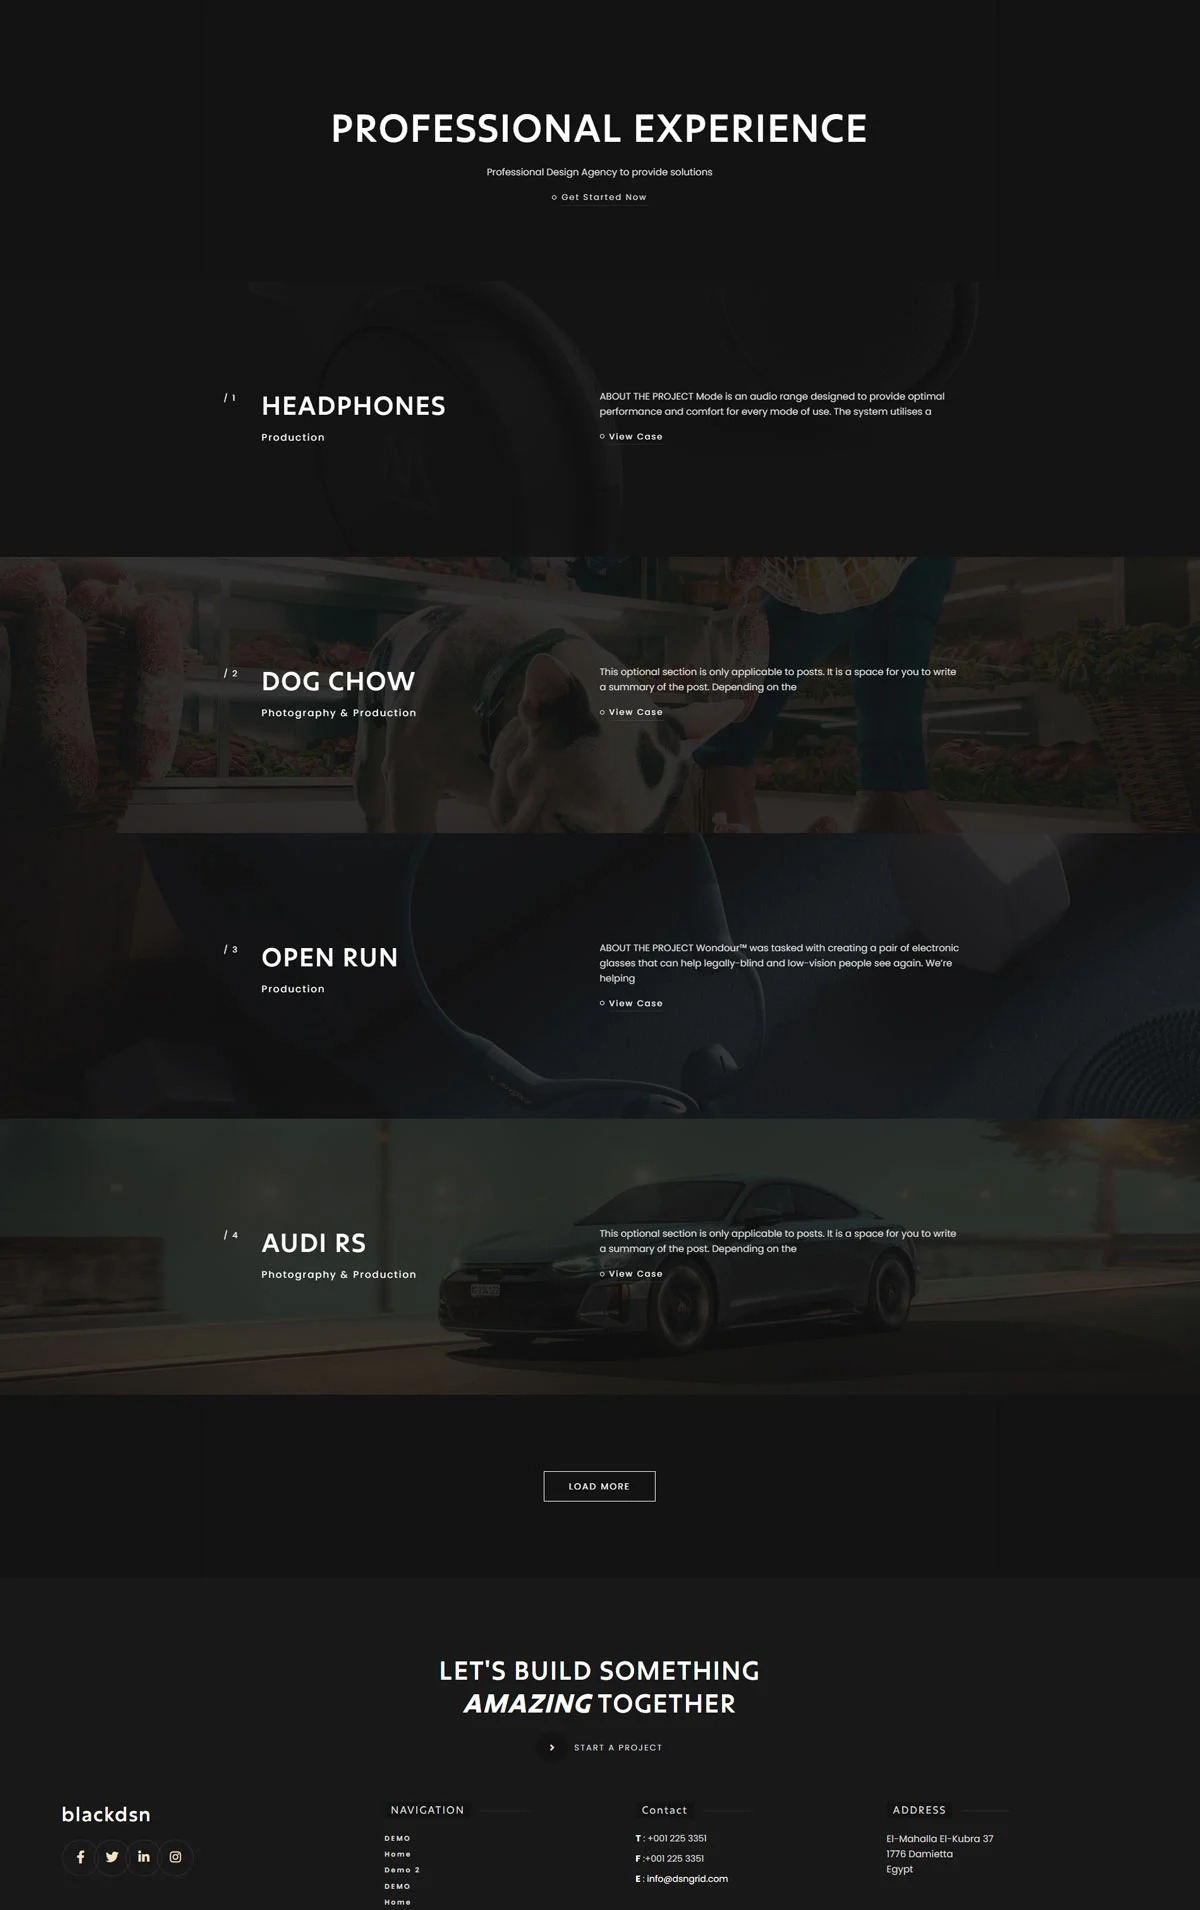 PROFESSIONAL EXPERIENCE
Professional Design Agency to provide solutions
Get Started Now
/ 1
HEADPHONES
Production
ABOUT THE PROJECT Mode is an audio range designed to provide optimal
performance and comfort for every mode of use. The system utilises a
View Case
/ 2
DOG CHOW
Photography & Production
This optional section is only applicable to posts. It is a space for you to write
a summary of the post. Depending on the
View Case
/ 3
OPEN RUN
Production
ABOUT THE PROJECT Wondour™ was tasked with creating a pair of electronic
glasses that can help legally-blind and low-vision people see again. We're
helping
View Case
/ 4
AUDI RS
Photography & Production
This optional section is only applicable to posts. It is a space for you to write
a summary of the post. Depending on the
View Case
LOAD MORE
LET'S BUILD SOMETHING
AMAZING TOGETHER
START A PROJECT
blackdsn
NAVIGATION
DEMO
Home
Demo 2
DEMO
Home
Contact
T : +001 225 3351
F :+001 225 3351
E : info@dsngrid.com
ADDRESS
El-Mahalla El-Kubra 37
1776 Damietta
Egypt